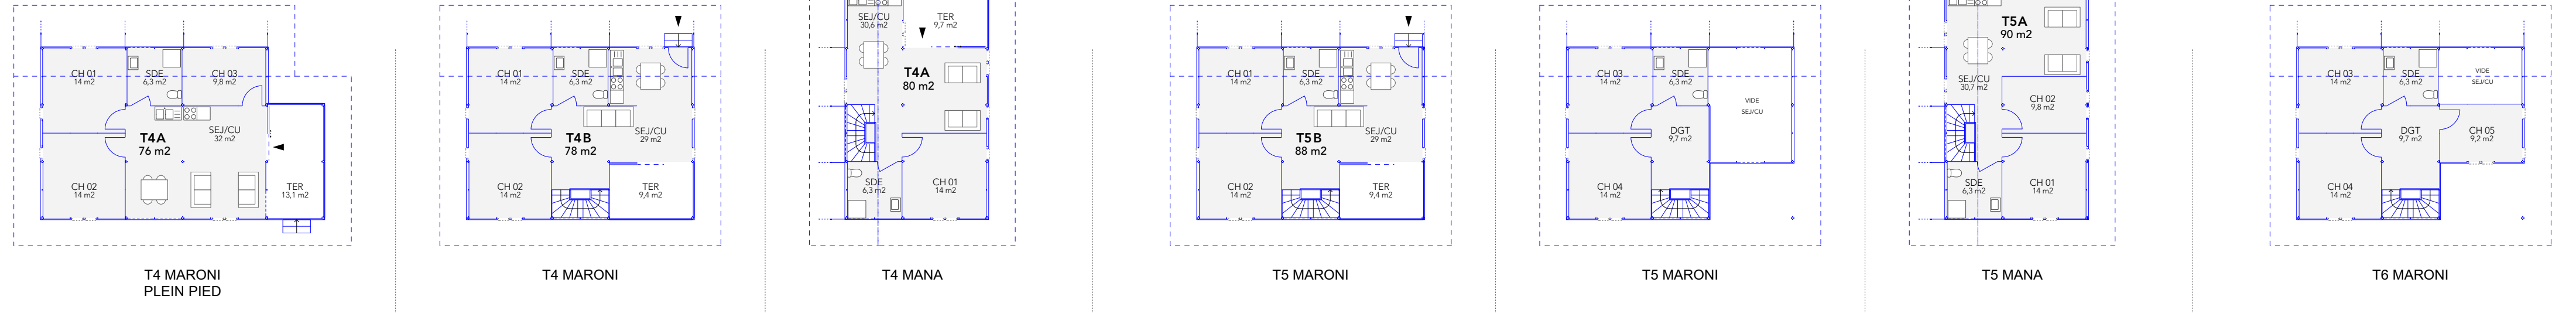 CH 01
14 m2
SDE
6,3 m2
CH 03
9,8 m2
T4A
76 m2
SEJ/CU
32 m2
CH 02
14 m2
TER
13,1 m2
T4 MARONI
PLEIN PIED
CH 01
14 m2
SDE
6,3 m2
T4B
78 m2
SEJ/CU
29 m2
CH 02
14 m2
TER
9,4 m2
T4 MARONI
SEJ/CU
30,6 m2
TER
9,7 m2
T4A
80 m2
SDE
6,3 m2
CH 01
14 m2
T4 MANA
CH 01
14 m2
SDE
6,3 m2
T5B
88 m2
SEJ/CU
29 m2
CH 02
14 m2
TER
9,4 m2
T5 MARONI
CH 03
14 m2
SDE
6,3 m2
VIDE
SEJ/CU
DGT
9,7 m2
CH 04
14 m2
T5 MARONI
T5A
90 m2
SEJ/CU
30,7 m2
CH 02
9,8 m2
SDE
6,3 m2
CH 01
14 m2
T5 MANA
CH 03
14 m2
SDE
6,3 m2
VIDE
SEJ/CU
DGT
9,7 m2
CH 05
9,2 m2
CH 04
14 m2
T6 MARONI